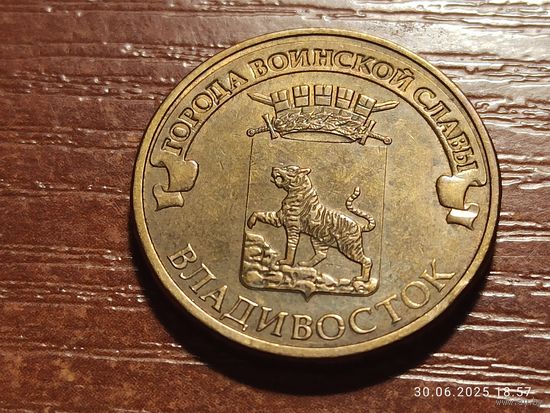 ГОРОДА ВОИНСКОЙ СЛАВЫ
ВЛАДИВОСТОК
30.06.2025 18:57